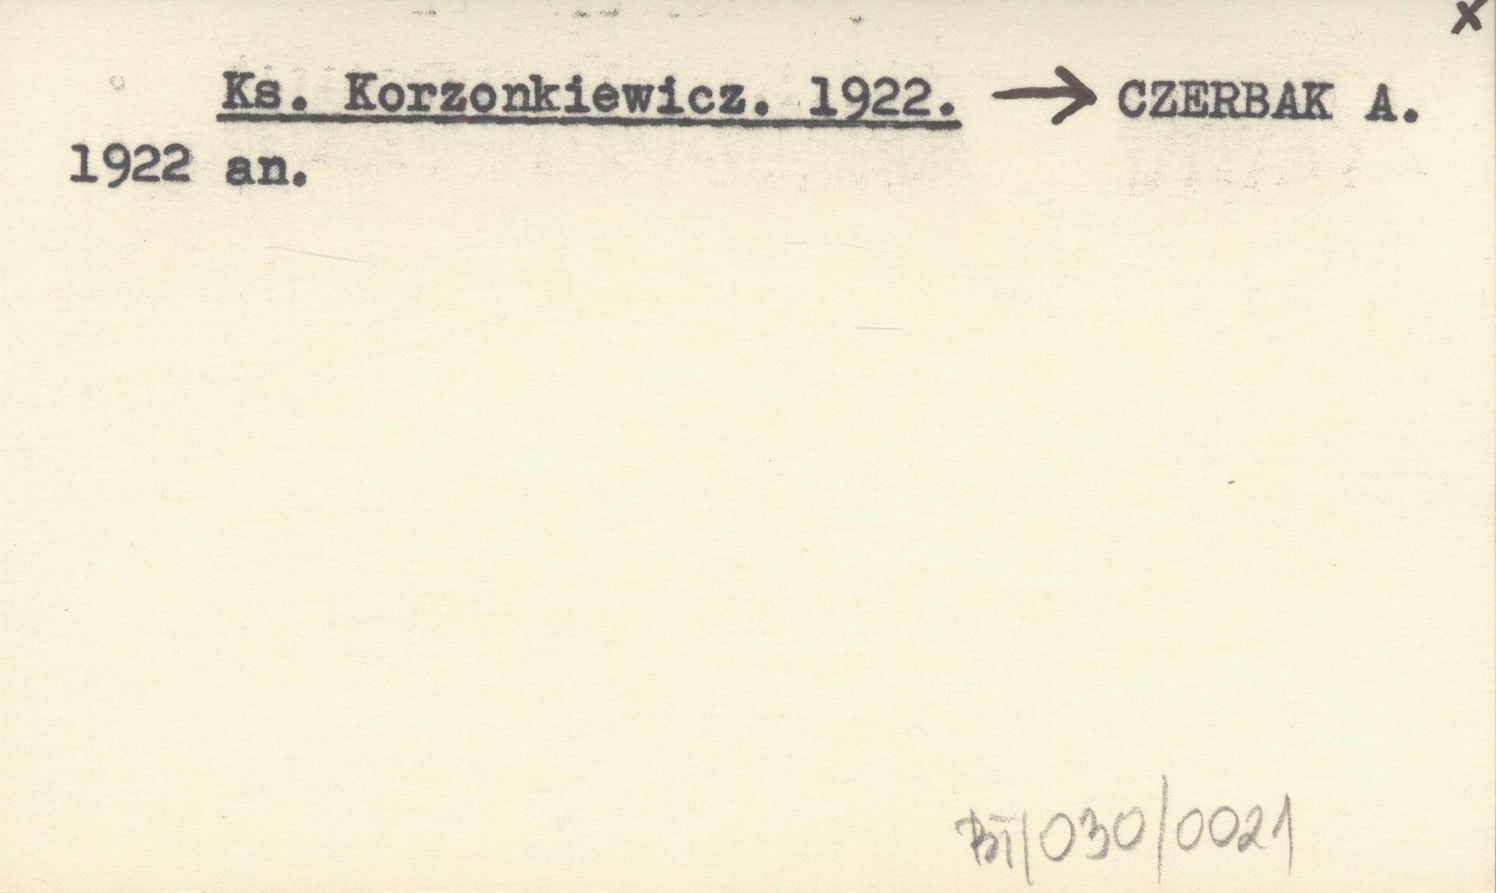 x
Ks. Korzonkiewicz. 1922. → CZERBAK A.
1922 an.
BI/030/0021